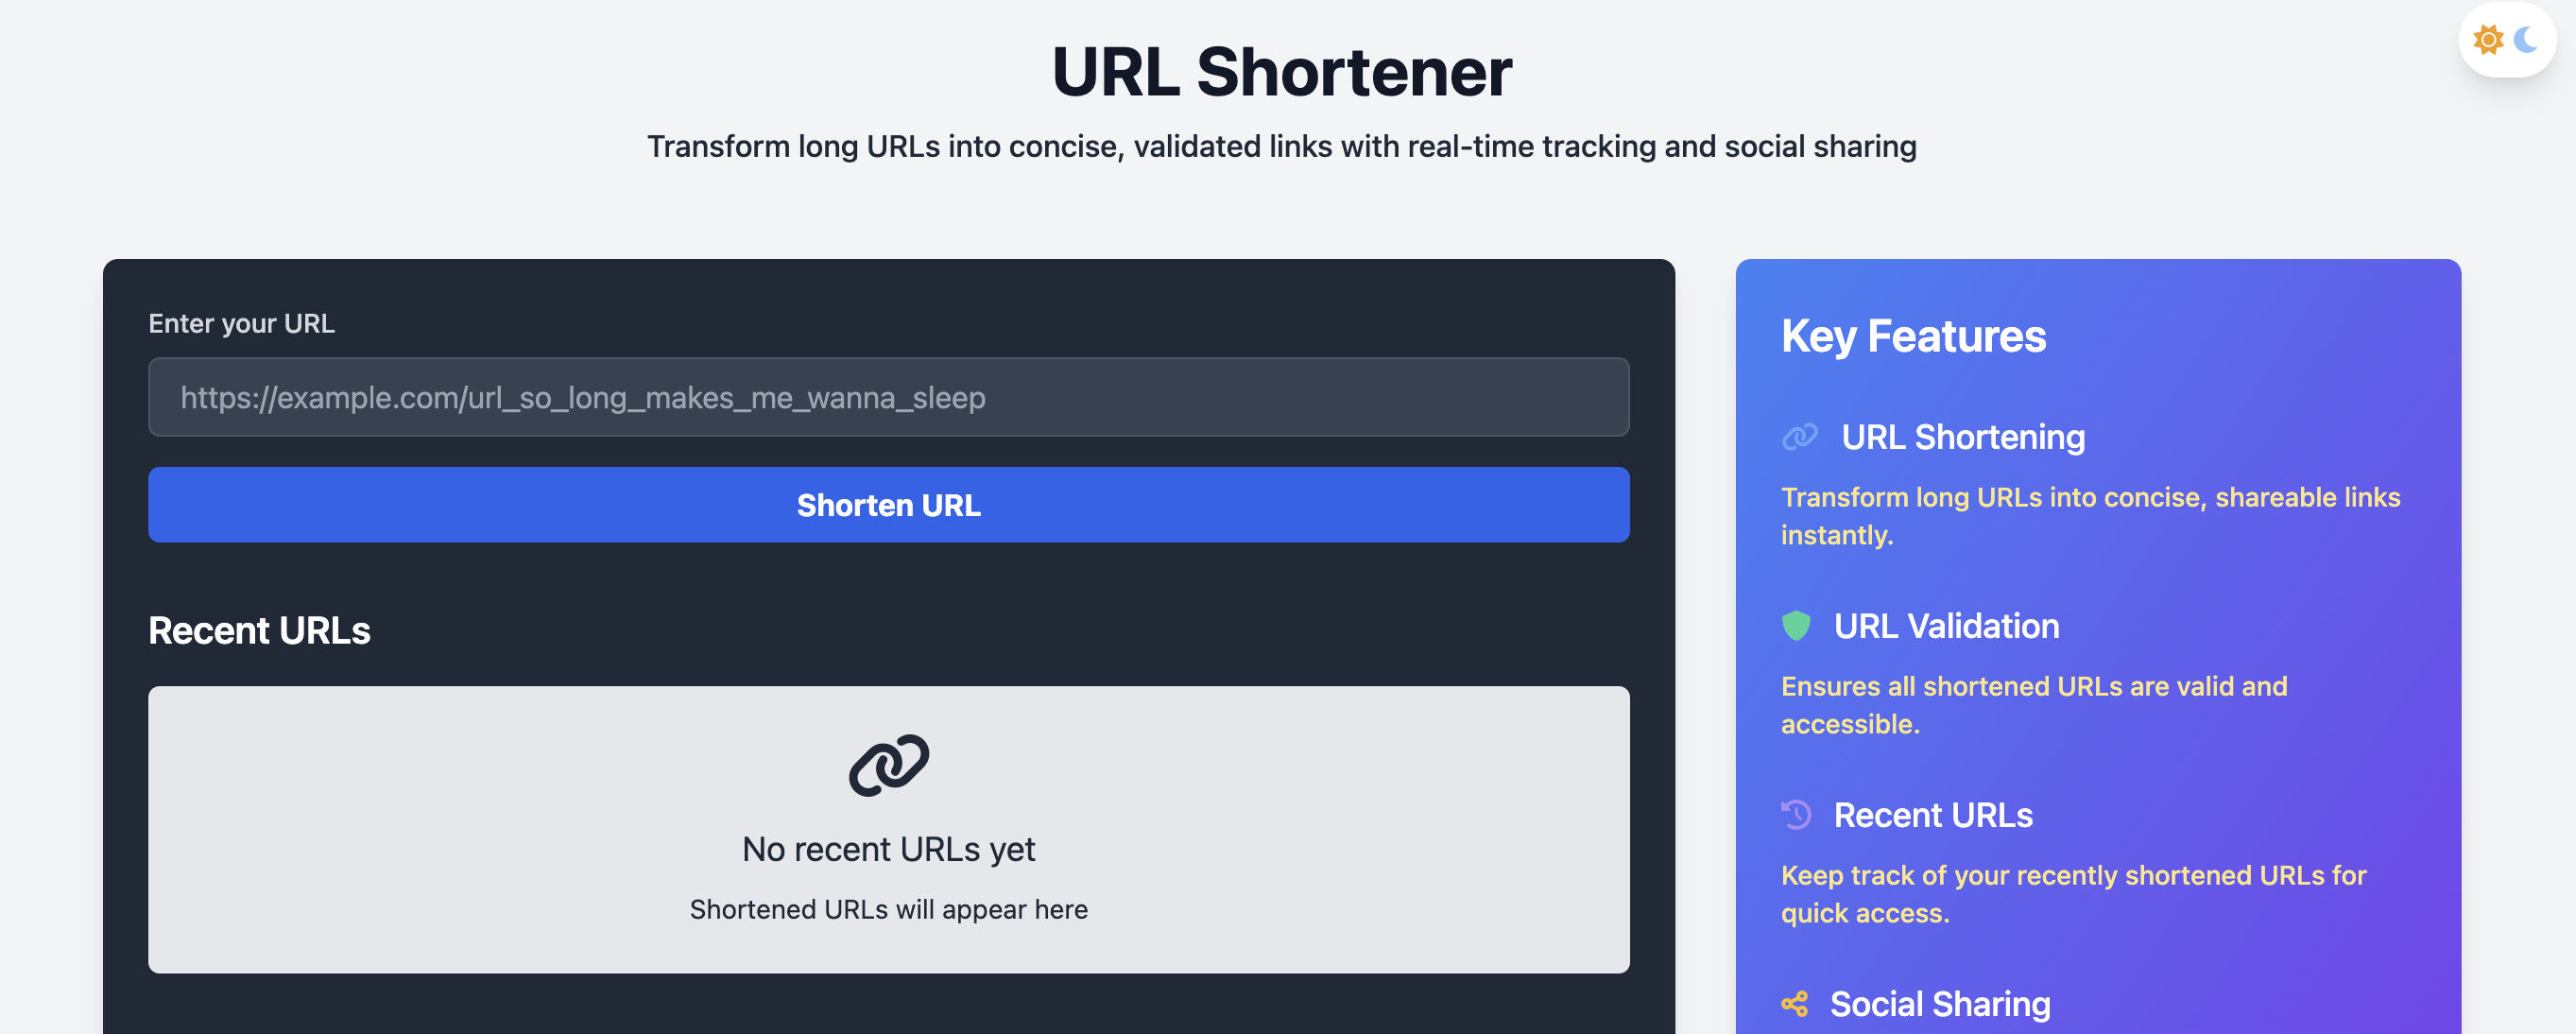 URL Shortener
Transform long URLs into concise, validated links with real-time tracking and social sharing
Enter your URL
https://example.com/url_so_long_makes_me_wanna_sleep
Shorten URL
Recent URLs
No recent URLs yet
Shortened URLs will appear here
Key Features
URL Shortening
Transform long URLs into concise, shareable links
instantly.
URL Validation
Ensures all shortened URLs are valid and
accessible.
Recent URLs
Keep track of your recently shortened URLs for
quick access.
Social Sharing